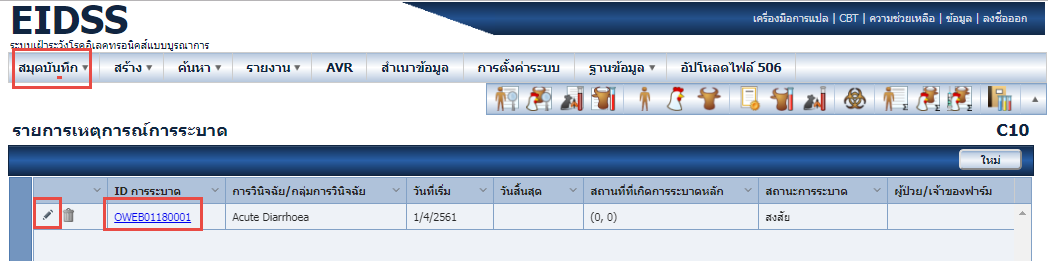 EIDSS
ระบบเฝ้าระวังโรคอิเลคทรอนิคส์แบบบูรณาการ
เครื่องมือการแปล | CBT | ความช่วยเหลือ | ข้อมูล | ลงชื่อออก
สมุดบันทึก สร้าง ค้นหา รายงาน AVR สำเนาข้อมูล การตั้งค่าระบบ ฐานข้อมูล อัปโหลดไฟล์ 506
รายการเหตุการณ์การระบาด C10
ใหม่
ID การระบาด การวินิจฉัย/กลุ่มการวินิจฉัย วันที่เริ่ม วันสิ้นสุด สถานที่ที่เกิดการระบาดหลัก สถานะการระบาด ผู้ป่วย/เจ้าของฟาร์ม
OWEB01180001 Acute Diarrhoea 1/4/2561 (0, 0) สงสัย